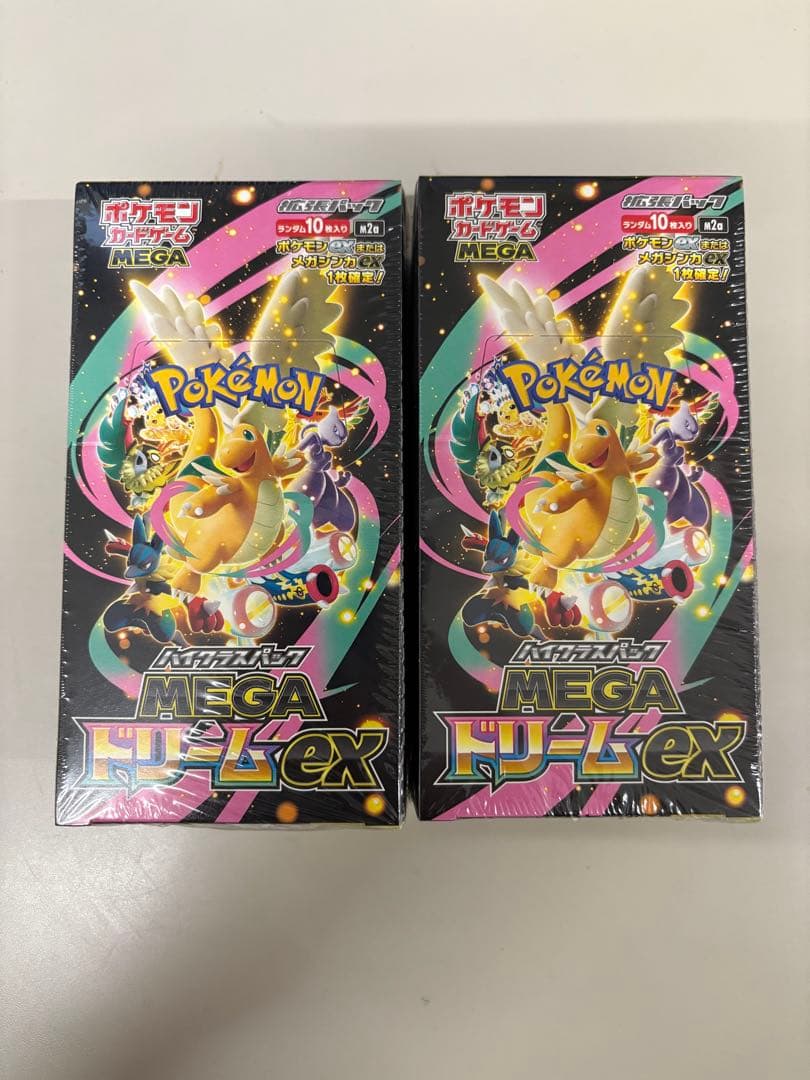 ポケモン
カードゲーム
MEGA
拡張パック
ランダム10枚入り
M2a
ポケモンexまたは
メガシンカex
1枚確定!
POKéMON
ハイクラスパック
MEGA
ドリームex
ポケモン
カードゲーム
MEGA
拡張パック
ランダム10枚入り
M2a
ポケモンexまたは
メガシンカex
1枚確定!
POKéMON
ハイクラスパック
MEGA
ドリームex